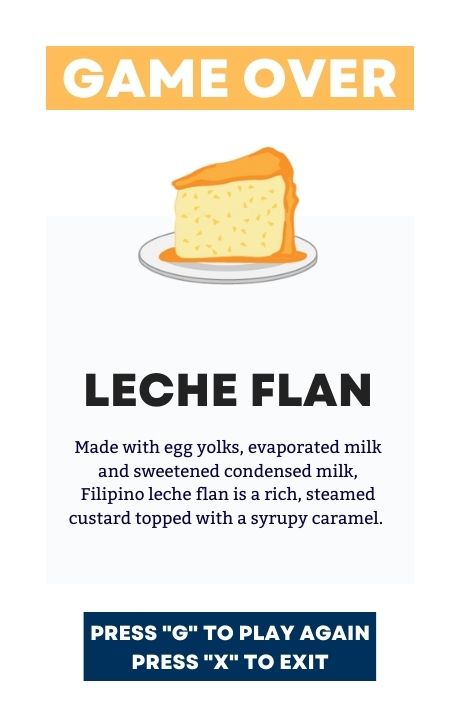 GAME OVER
LECHE FLAN
Made with egg yolks, evaporated milk
and sweetened condensed milk,
Filipino leche flan is a rich, steamed
custard topped with a syrupy caramel.
PRESS "G" TO PLAY AGAIN
PRESS "X" TO EXIT